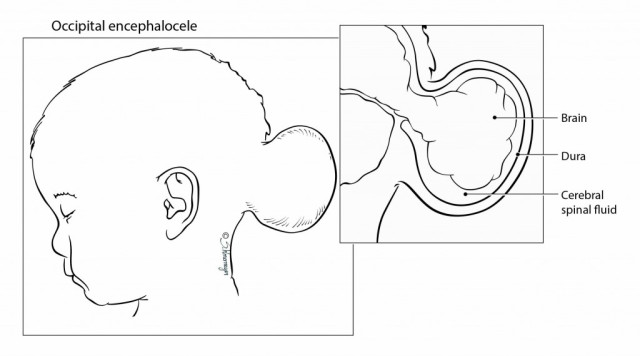 Occipital encephalocele
Brain
Dura
Cerebral
spinal fluid